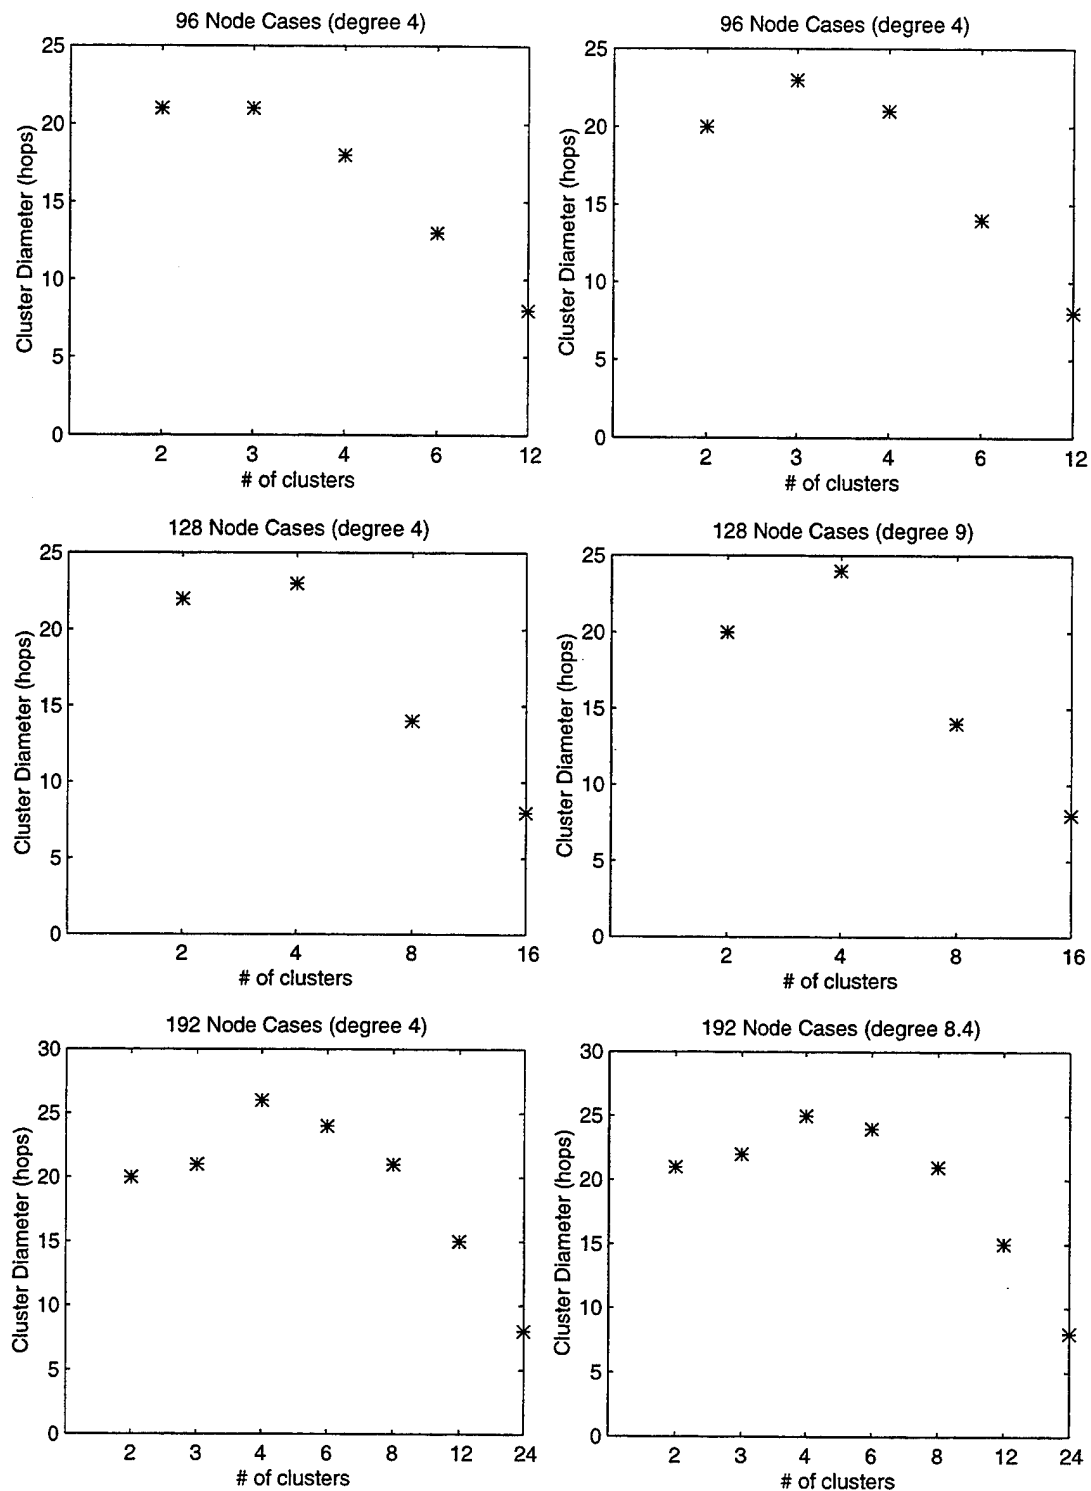 96 Node Cases (degree 4)
25
20
15
10
5
0
Cluster Diameter (hops)
2 3 4 6 12
# of clusters
96 Node Cases (degree 4)
25
20
15
10
5
0
Cluster Diameter (hops)
2 3 4 6 12
# of clusters
128 Node Cases (degree 4)
25
20
15
10
5
0
Cluster Diameter (hops)
2 4 8 16
# of clusters
128 Node Cases (degree 9)
25
20
15
10
5
0
Cluster Diameter (hops)
2 4 8 16
# of clusters
192 Node Cases (degree 4)
30
25
20
15
10
5
0
Cluster Diameter (hops)
2 3 4 6 8 12 24
# of clusters
192 Node Cases (degree 8.4)
30
25
20
15
10
5
0
Cluster Diameter (hops)
2 3 4 6 8 12 24
# of clusters